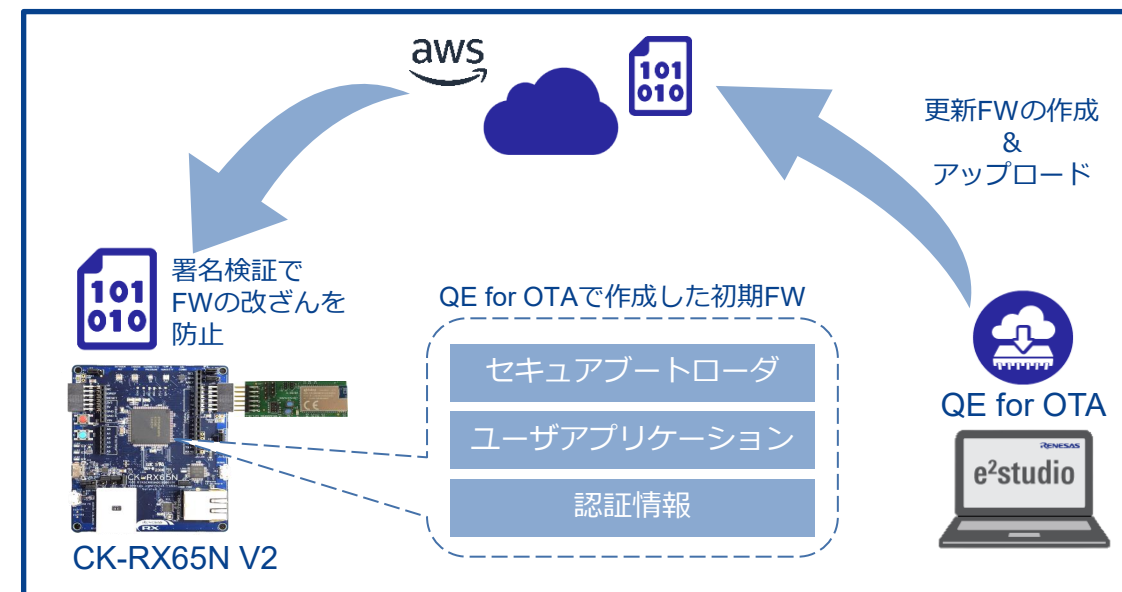 aws
101
010
更新FWの作成
&
アップロード
101
010
署名検証で
FWの改ざんを
防止
QE for OTAで作成した初期FW
セキュアブートローダ
ユーザアプリケーション
認証情報
CK-RX65N
RX
CK-RX65N V2
QE for OTA
RENESAS
e²studio